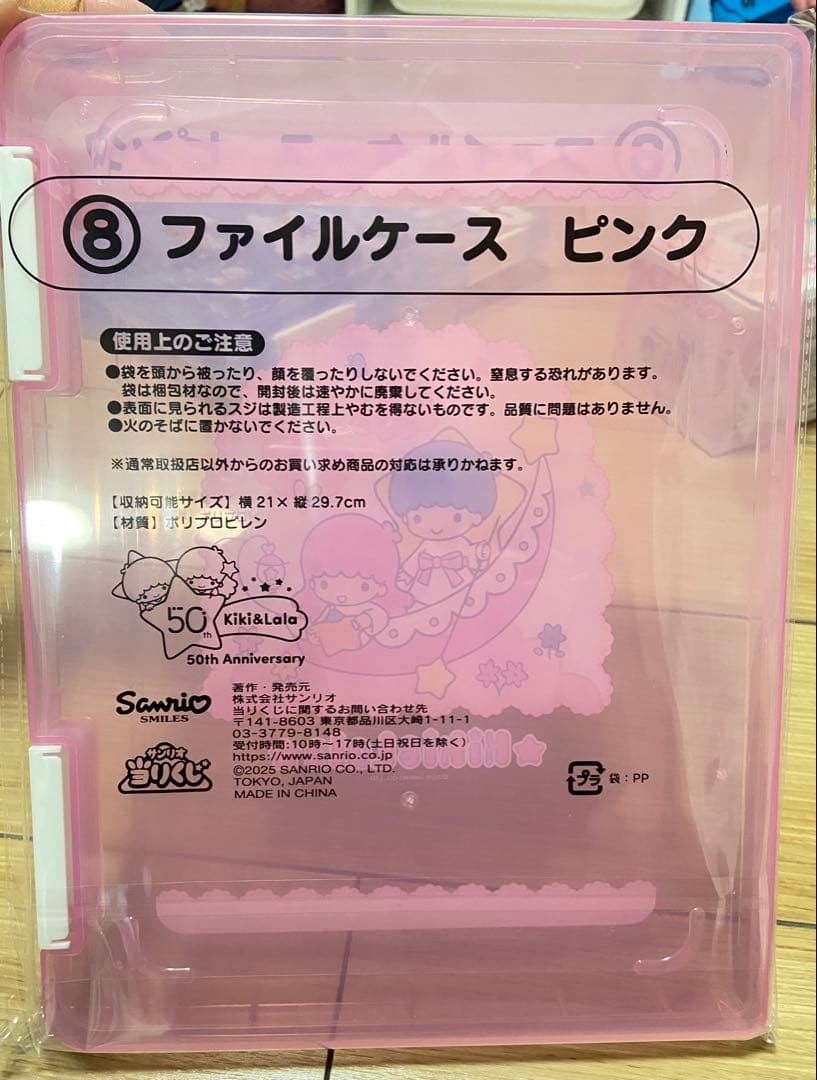 ⑧ ファイルケース ピンク
使用上のご注意
●袋を頭から被ったり、顔を覆ったりしないでください。窒息する恐れがあります。
袋は梱包材なので、開封後は速やかに廃棄してください。
●表面に見られるスジは製造工程上やむを得ないものです。品質に問題はありません。
●火のそばに置かないでください。
※通常取扱店以外からのお買い求め商品の対応は承りかねます。
【収納可能サイズ】横21×縦29.7cm
【材質】ポリプロピレン
50th Kiki&Lala
50th Anniversary
Sanrio
SMILES
サンリオ
当りくじ
著作・発売元
株式会社サンリオ
当りくじに関するお問い合わせ先
〒141-8603 東京都品川区大崎1-11-1
03-3779-8148
受付時間:10時~17時(土日祝日を除く)
https://www.sanrio.co.jp
©2025 SANRIO CO., LTD.
TOKYO, JAPAN
MADE IN CHINA
プラ 袋:PP